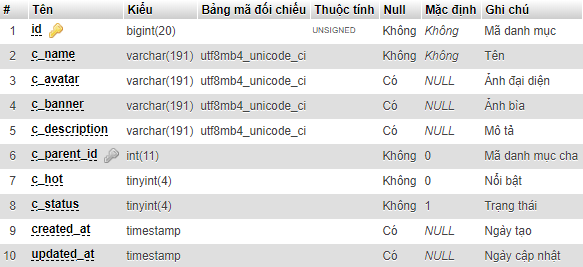 # Tên Kiểu Bảng mã đối chiếu Thuộc tính Null Mặc định Ghi chú
1 id bigint(20) UNSIGNED Không Không Mã danh mục
2 c_name varchar(191) utf8mb4_unicode_ci Không Không Tên
3 c_avatar varchar(191) utf8mb4_unicode_ci Có NULL Ảnh đại diện
4 c_banner varchar(191) utf8mb4_unicode_ci Có NULL Ảnh bìa
5 c_description varchar(191) utf8mb4_unicode_ci Có NULL Mô tả
6 c_parent_id int(11) Không 0 Mã danh mục cha
7 c_hot tinyint(4) Không 0 Nổi bật
8 c_status tinyint(4) Không 1 Trạng thái
9 created_at timestamp Có NULL Ngày tạo
10 updated_at timestamp Có NULL Ngày cập nhật